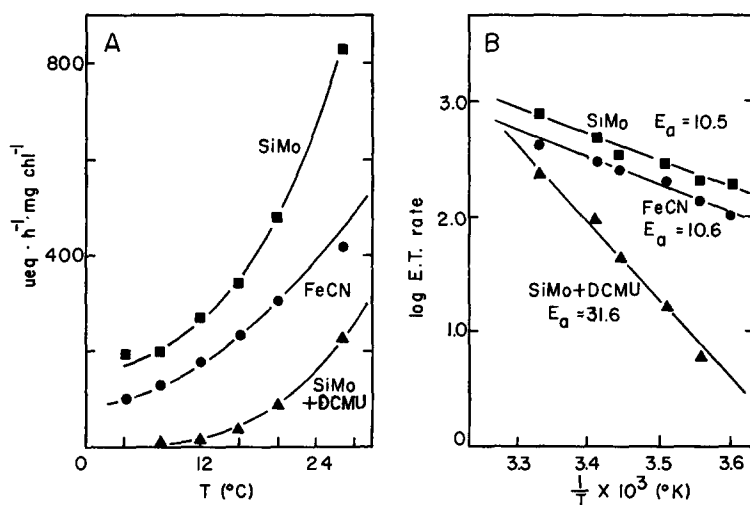 A
800
400
0
12
24
T (°C)
ueq · h⁻¹· mg chl⁻¹
SiMo
FeCN
SiMo
+DCMU
B
3.0
2.0
1.0
0
3.3
3.4
3.5
3.6
1/T × 10³ (°K)
log E.T. rate
SiMo
Eₐ = 10.5
FeCN
Eₐ = 10.6
SiMo+DCMU
Eₐ = 31.6